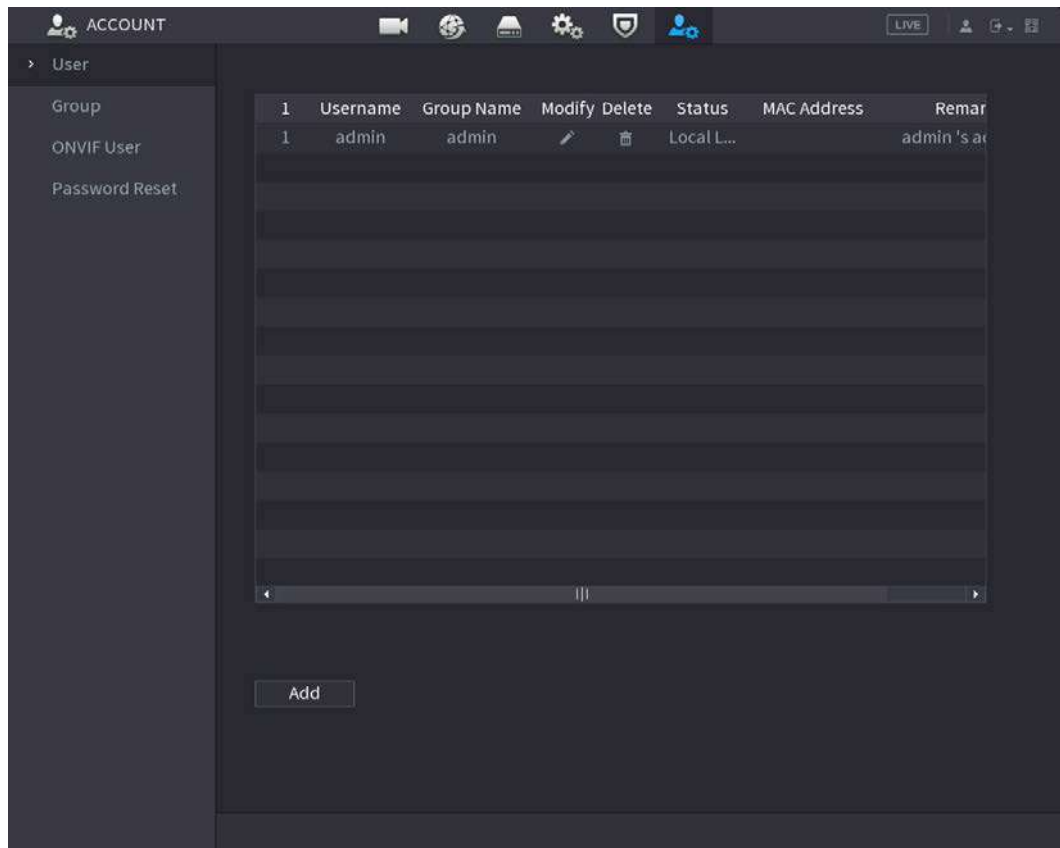 ACCOUNT
LIVE
User
Group
ONVIF User
Password Reset
1 Username Group Name Modify Delete Status MAC Address Remar
1 admin admin Local L... admin 's a
Add